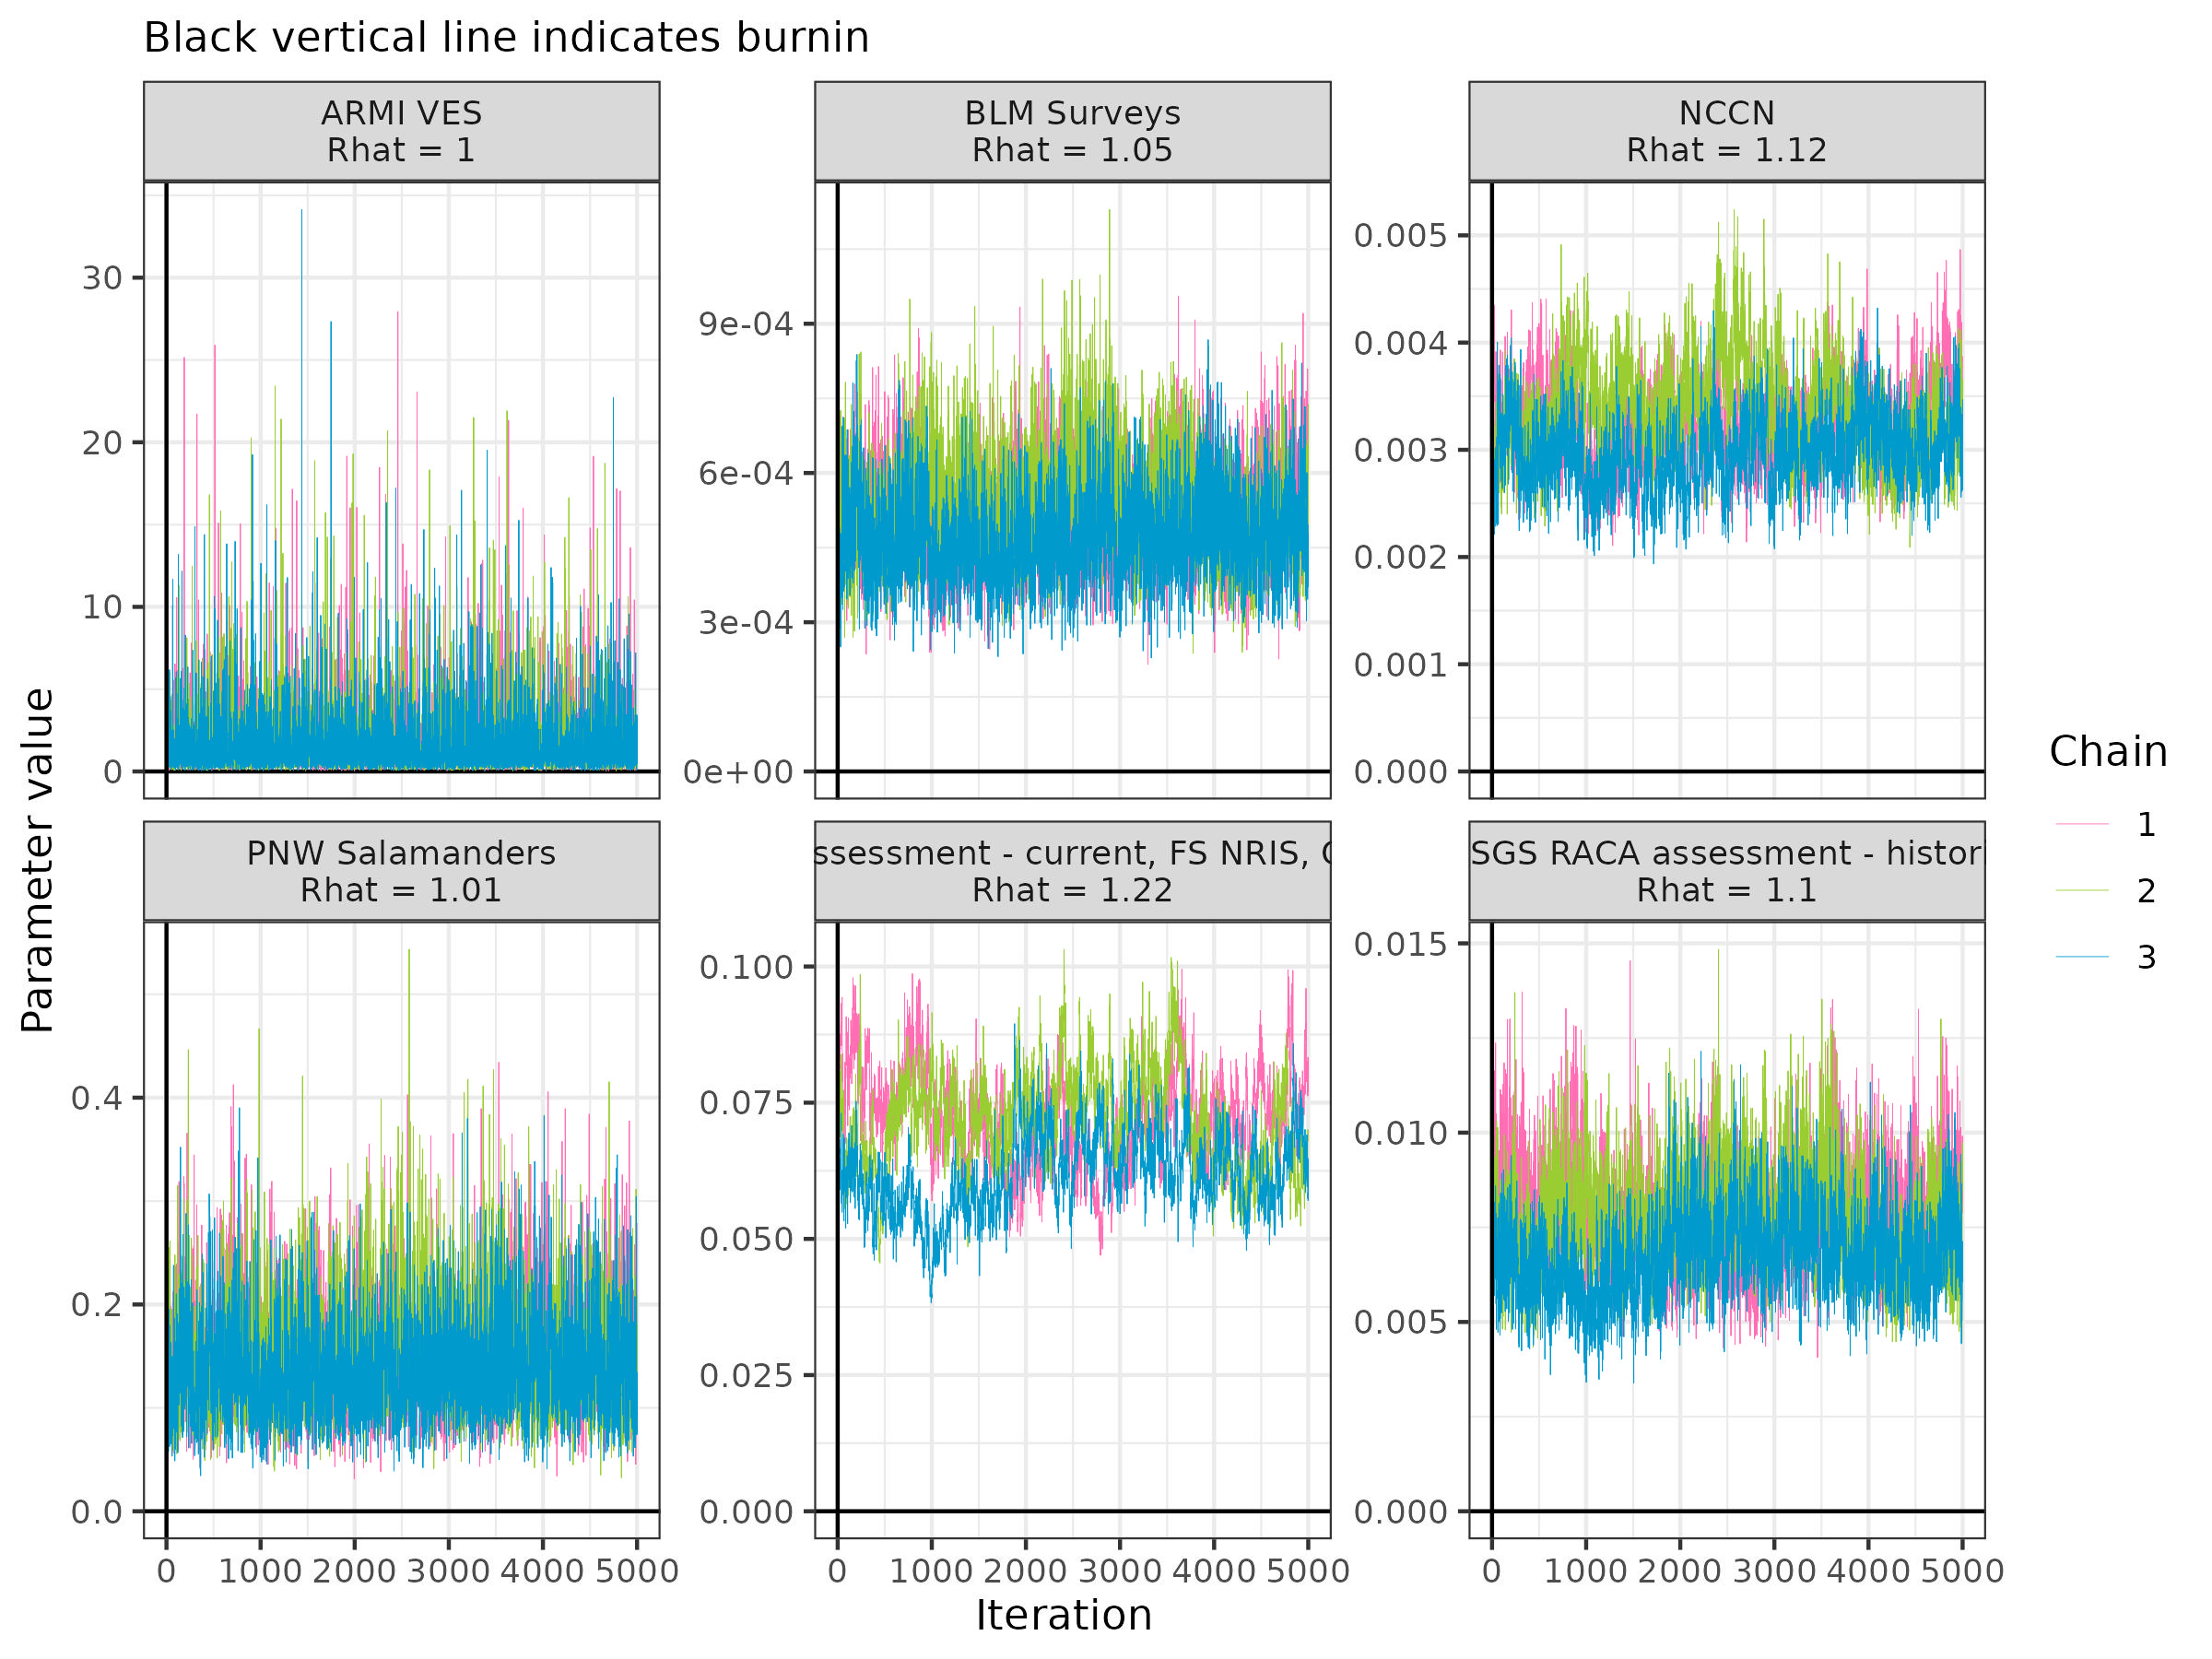 Black vertical line indicates burnin
ARMI VES
Rhat = 1
BLM Surveys
Rhat = 1.05
NCCN
Rhat = 1.12
30
20
10
0
9e-04
6e-04
3e-04
0e+00
0.005
0.004
0.003
0.002
0.001
0.000
PNW Salamanders
Rhat = 1.01
ssessment - current, FS NRIS,
Rhat = 1.22
SGS RACA assessment - histori
Rhat = 1.1
0.4
0.2
0.0
0.100
0.075
0.050
0.025
0.000
0.015
0.010
0.005
0.000
0 1000 2000 3000 4000 5000
0 1000 2000 3000 4000 5000
0 1000 2000 3000 4000 5000
Iteration
Parameter value
Chain
1
2
3